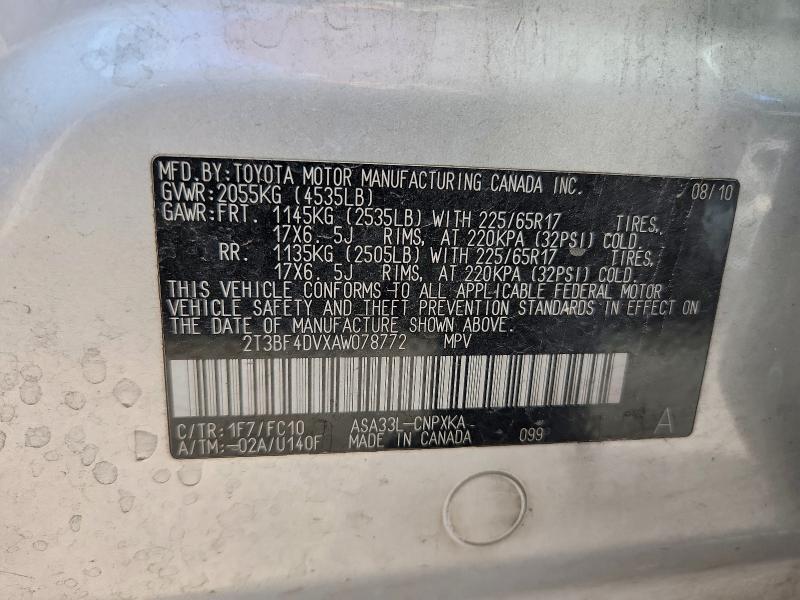 MFD.BY:TOYOTA MOTOR MANUFACTURING CANADA INC. 08/10
GVWR:2055KG (4535LB)
GAWR:FRT. 1145KG (2535LB) WITH 225/65R17 TIRES,
17X6. 5J RIMS, AT 220KPA (32PSI) COLD.
RR. 1135KG (2505LB) WITH 225/65R17 TIRES,
17X6. 5J RIMS, AT 220KPA (32PSI) COLD.
THIS VEHICLE CONFORMS TO ALL APPLICABLE FEDERAL MOTOR
VEHICLE SAFETY AND THEFT PREVENTION STANDARDS IN EFFECT ON
THE DATE OF MANUFACTURE SHOWN ABOVE.
2T3BF4DVXAW078772 MPV
C/TR:1F7/FC10 ASA33L-CNPXKA
A/TM:-02A/U140F MADE IN CANADA 099 A